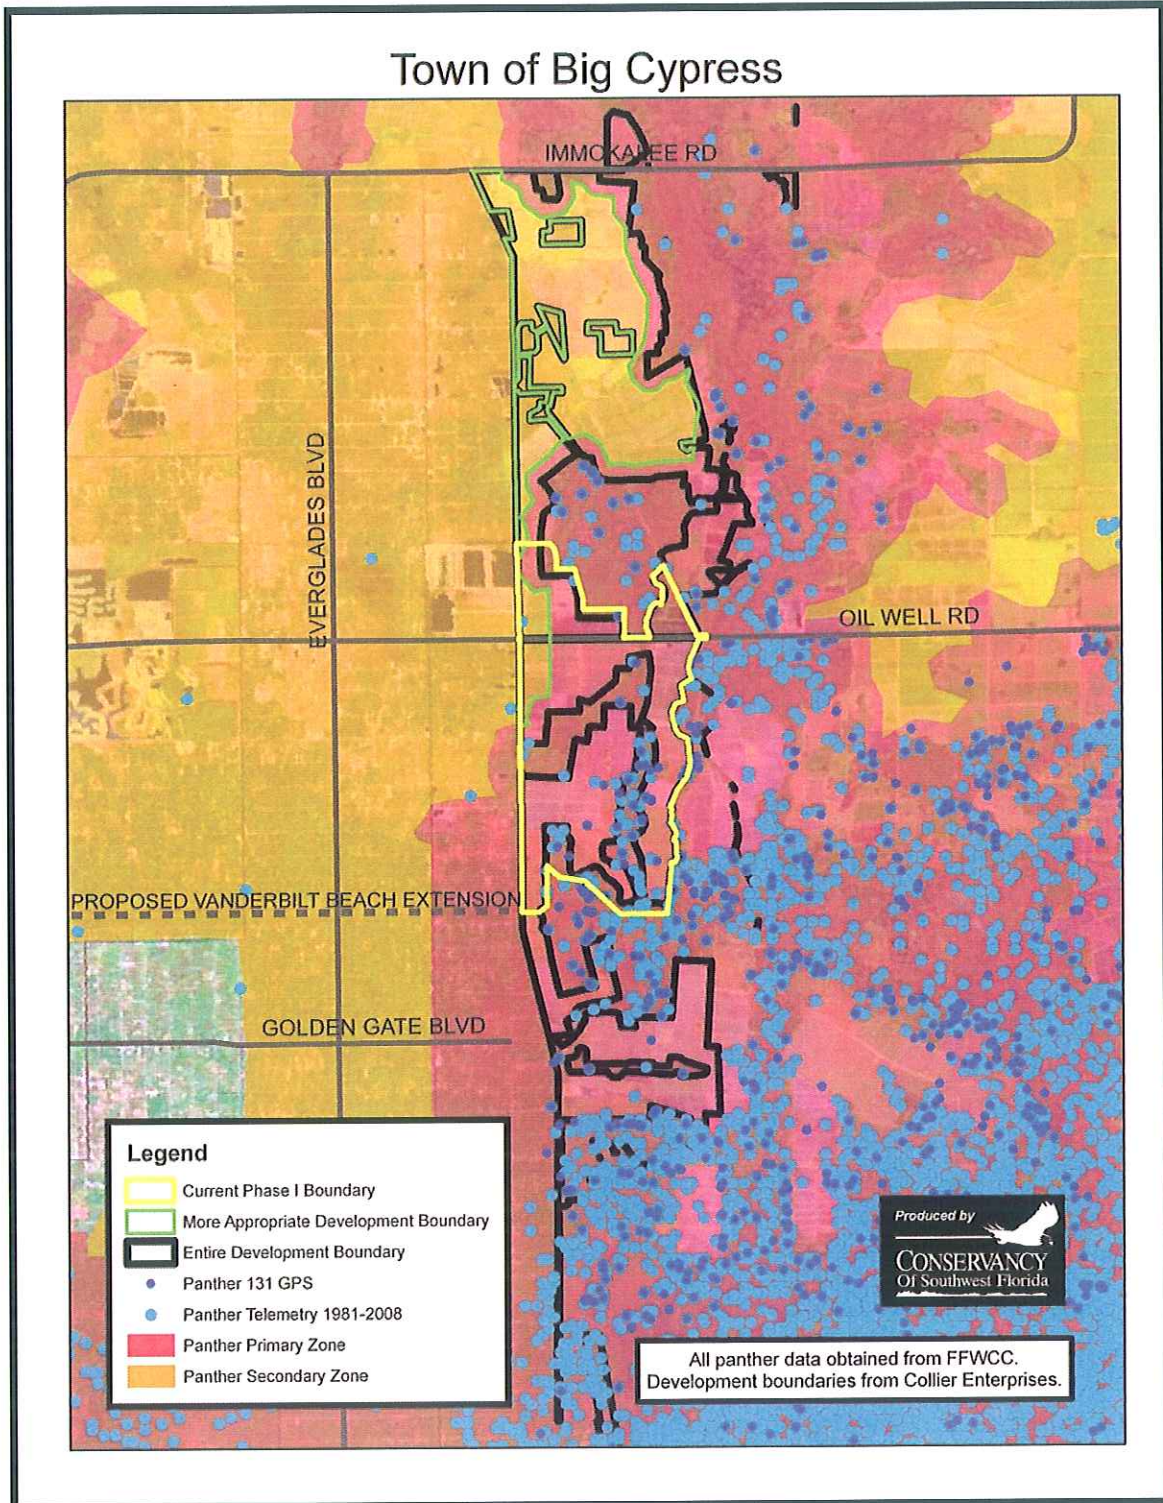 Town of Big Cypress
IMMOKALEE RD
EVERGLADES BLVD
OIL WELL RD
PROPOSED VANDERBILT BEACH EXTENSION
GOLDEN GATE BLVD
Legend
Current Phase I Boundary
More Appropriate Development Boundary
Entire Development Boundary
Panther 131 GPS
Panther Telemetry 1981-2008
Panther Primary Zone
Panther Secondary Zone
Produced by
CONSERVANCY
Of Southwest Florida
All panther data obtained from FFWCC.
Development boundaries from Collier Enterprises.